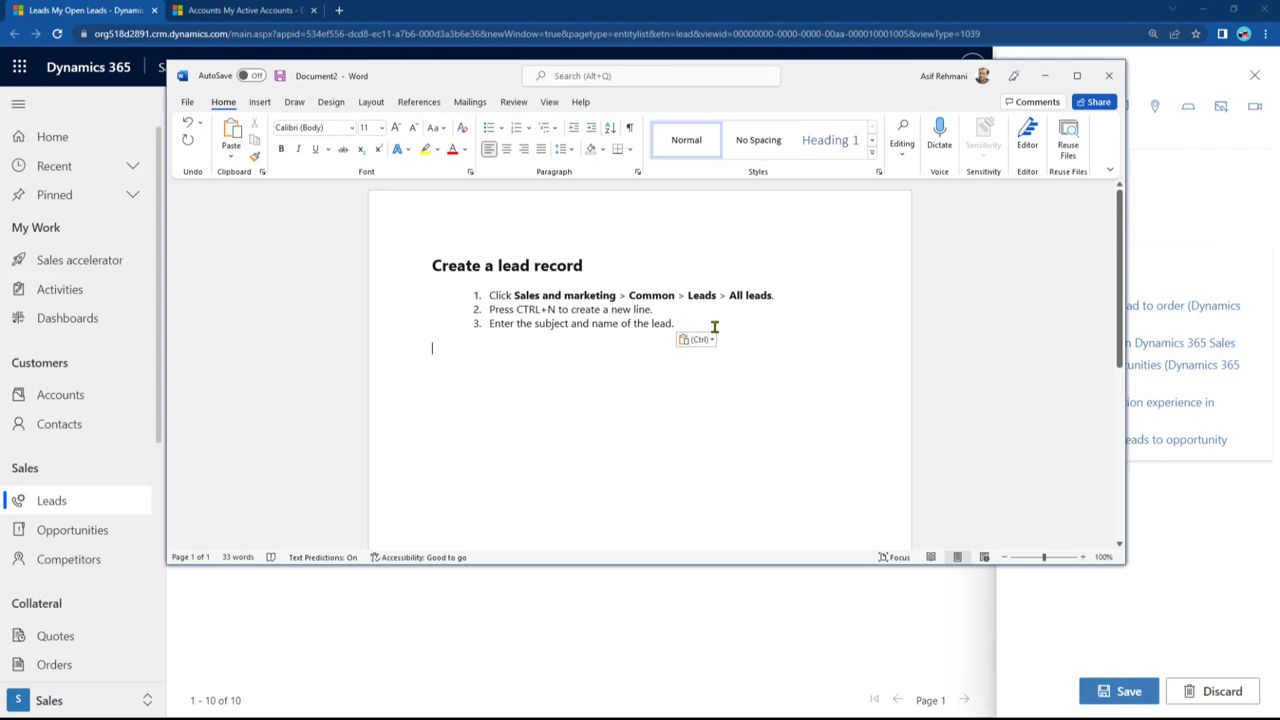 Leads My Open Leads - Dynami
Accounts My Active Accounts - D
org518d2891.crm.dynamics.com/main.aspx?appid=534ef556-dcd8-ec11-a7b6-000d3a3b6e36&newWindow=true&pagetype=entitylist&etn=lead&viewid=00000000-0000-0000-00aa-000010001005&viewType=1039
Dynamics 365
AutoSave Off Document2 - Word
Search (Alt+Q)
Asif Rehmani
File Home Insert Draw Design Layout References Mailings Review View Help
Comments Share
Calibri (Body) 11
Undo
Paste
Clipboard
Font
Paragraph
Normal No Spacing Heading 1
Styles
Editing
Dictate
Voice
Sensitivity
Sensitivity
Editor
Editor
Reuse Files
Reuse Files
Home
Recent
Pinned
My Work
Sales accelerator
Activities
Dashboards
Customers
Accounts
Contacts
Sales
Leads
Opportunities
Competitors
Collateral
Quotes
Orders
S Sales
Create a lead record
1. Click Sales and marketing > Common > Leads > All leads.
2. Press CTRL+N to create a new line.
3. Enter the subject and name of the lead.
(Ctrl)
Page 1 of 1 33 words Text Predictions: On Accessibility: Good to go
Focus
100%
ad to order (Dynamics
n Dynamics 365 Sales
unities (Dynamics 365
ion experience in
eads to opportunity
1 - 10 of 10
Page 1
Save
Discard